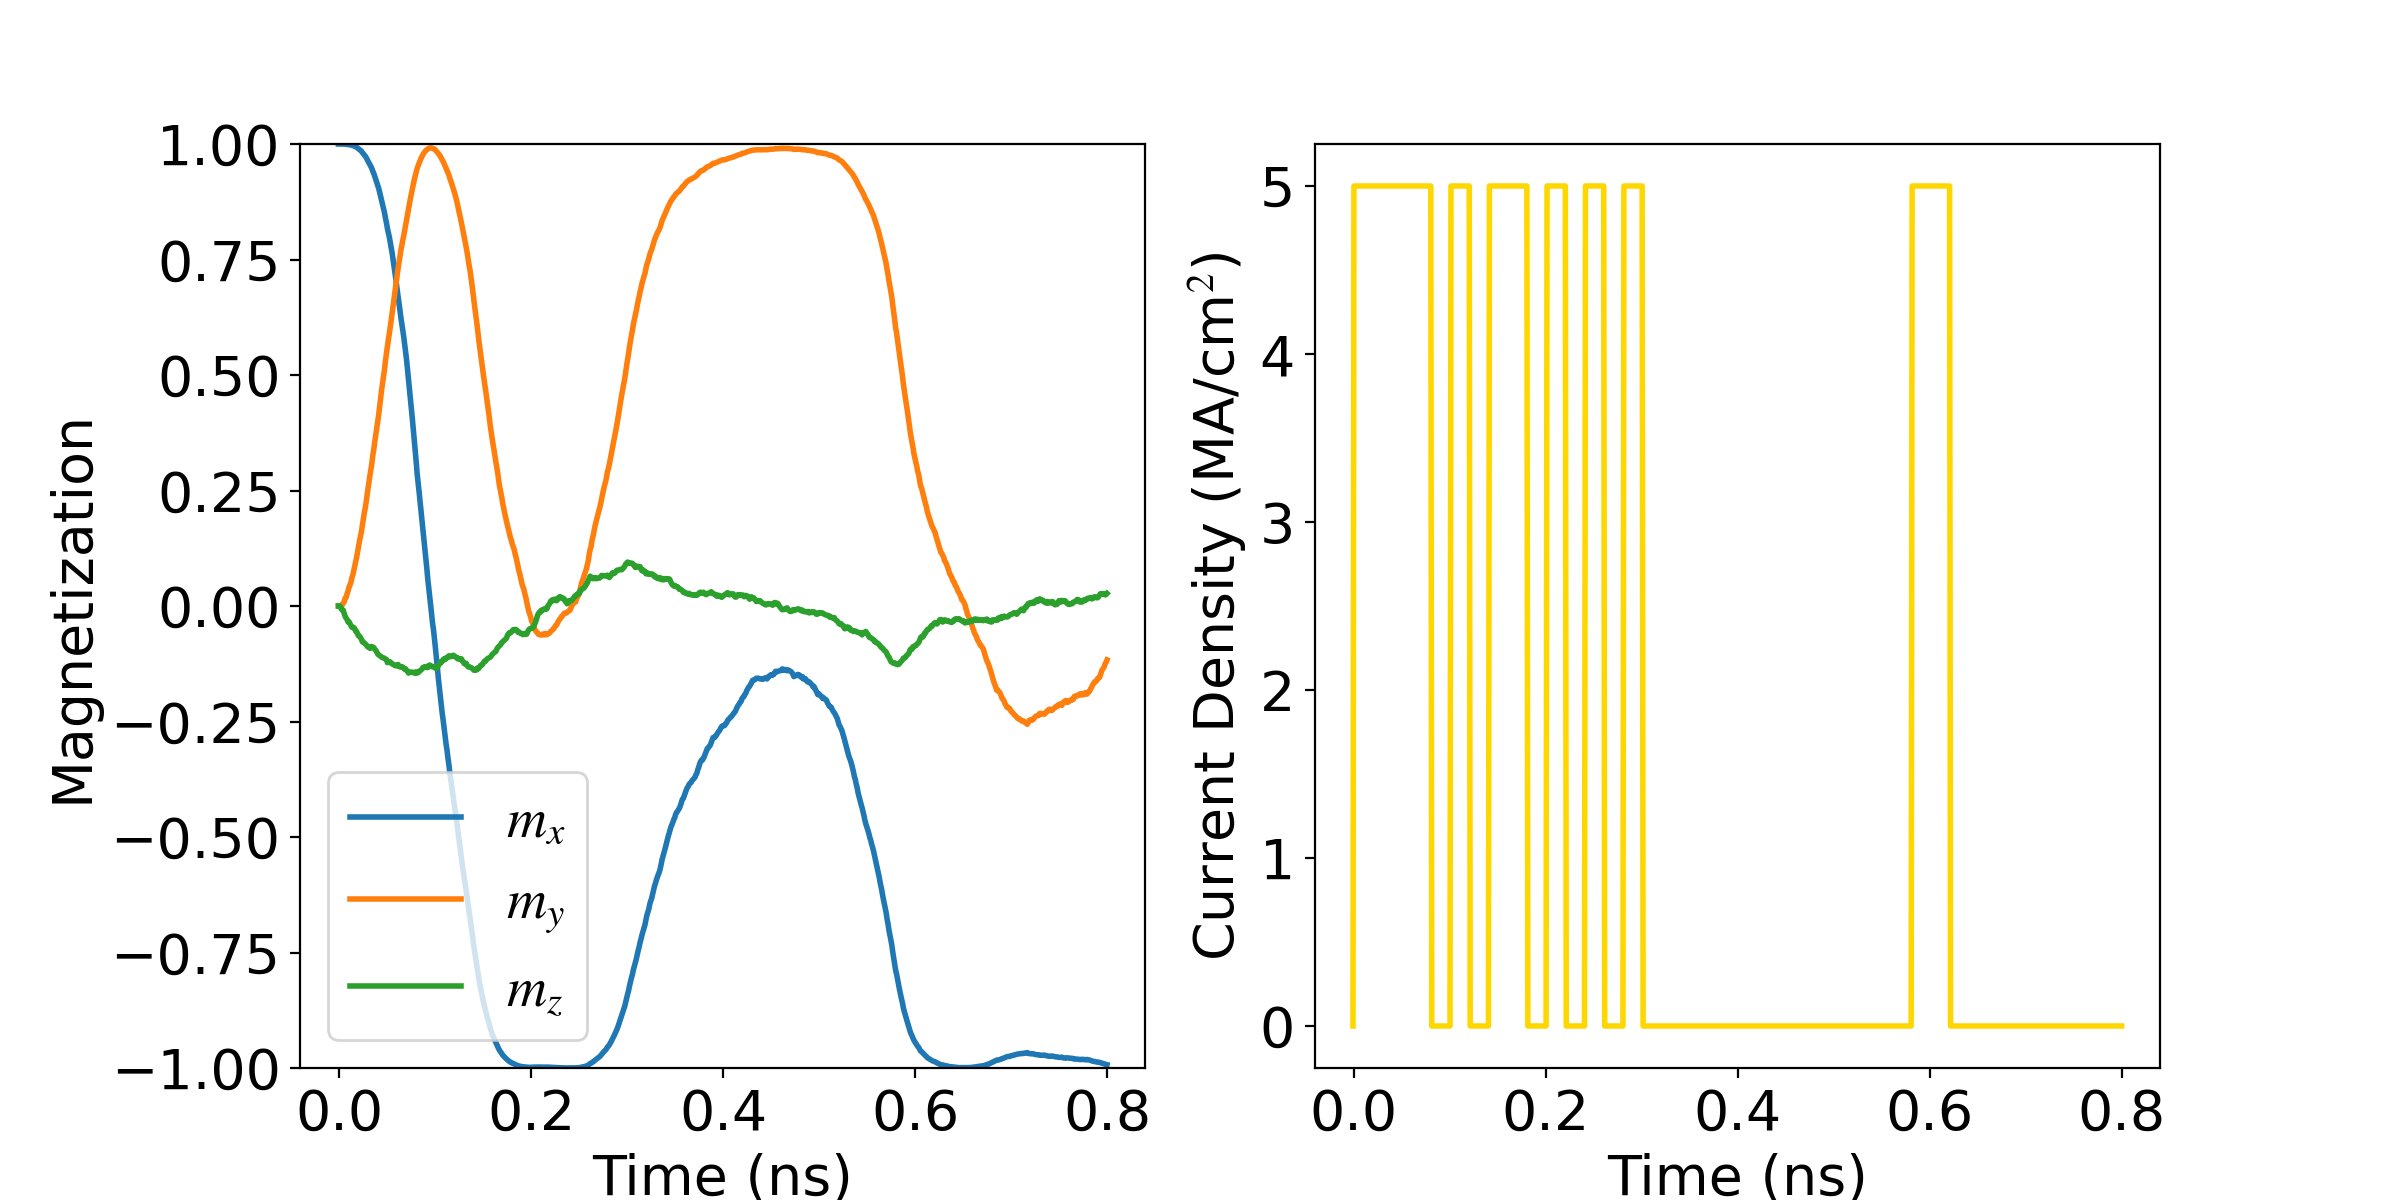 1.00
0.75
0.50
0.25
0.00
−0.25
−0.50
−0.75
−1.00
Magnetization
m_x
m_y
m_z
0.0 0.2 0.4 0.6 0.8
Time (ns)
5
4
3
2
1
0
Current Density (MA/cm²)
0.0 0.2 0.4 0.6 0.8
Time (ns)